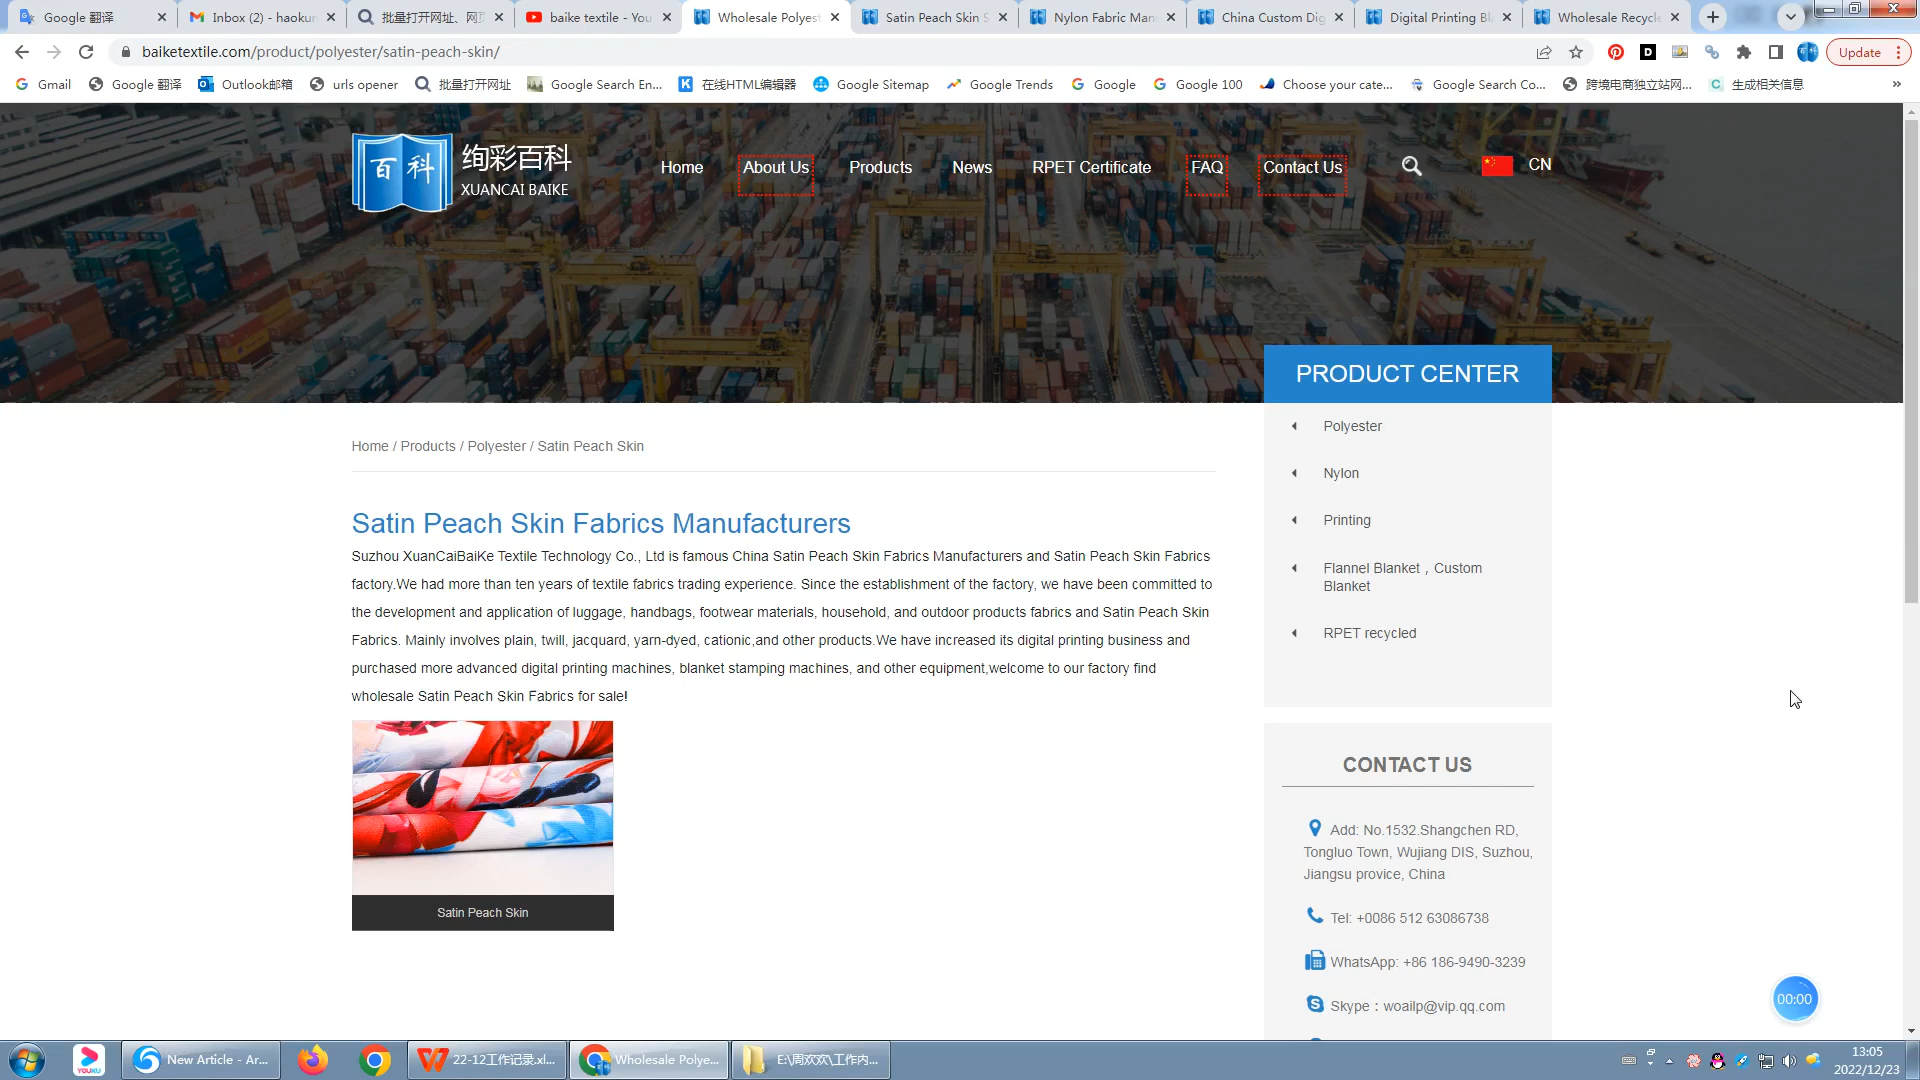 Google 翻译
Inbox (2) - haokun
批量打开网址、网页
baike textile - You
Wholesale Polyest
Satin Peach Skin S
Nylon Fabric Man
China Custom Dig
Digital Printing Bl
Wholesale Recycle
baiketextile.com/product/polyester/satin-peach-skin/
Update
Gmail
Google 翻译
Outlook邮箱
urls opener
批量打开网址
Google Search En...
在线HTML编辑器
Google Sitemap
Google Trends
Google
Google 100
Choose your cate...
Google Search Co...
跨境电商独立站网...
生成相关信息
百科
绚彩百科
XUANCAI BAIKE
Home
About Us
Products
News
RPET Certificate
FAQ
Contact Us
CN
PRODUCT CENTER
Polyester
Nylon
Printing
Flannel Blanket，Custom
Blanket
RPET recycled
Home / Products / Polyester / Satin Peach Skin
Satin Peach Skin Fabrics Manufacturers
Suzhou XuanCaiBaiKe Textile Technology Co., Ltd is famous China Satin Peach Skin Fabrics Manufacturers and Satin Peach Skin Fabrics
factory.We had more than ten years of textile fabrics trading experience. Since the establishment of the factory, we have been committed to
the development and application of luggage, handbags, footwear materials, household, and outdoor products fabrics and Satin Peach Skin
Fabrics. Mainly involves plain, twill, jacquard, yarn-dyed, cationic,and other products.We have increased its digital printing business and
purchased more advanced digital printing machines, blanket stamping machines, and other equipment,welcome to our factory find
wholesale Satin Peach Skin Fabrics for sale!
Satin Peach Skin
CONTACT US
Add: No.1532.Shangchen RD,
Tongluo Town, Wujiang DIS, Suzhou,
Jiangsu provice, China
Tel: +0086 512 63086738
WhatsApp: +86 186-9490-3239
Skype：woailp@vip.qq.com
00:00
YOUKU
New Article - Ar...
22-12工作记录.xl...
Wholesale Polye...
E:\周欢欢\工作内...
13:05
2022/12/23